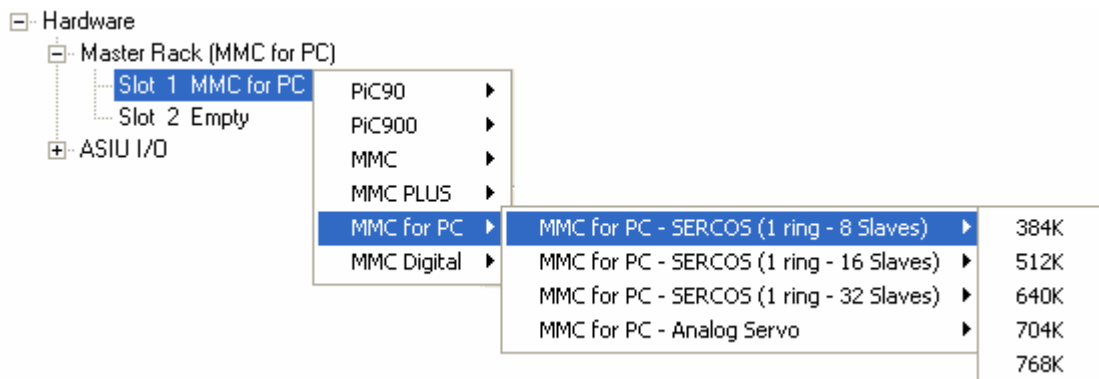 Hardware
Master Rack (MMC for PC)
Slot 1 MMC for PC
Slot 2 Empty
ASIU I/O
PiC90
PiC900
MMC
MMC PLUS
MMC for PC
MMC Digital
MMC for PC - SERCOS (1 ring - 8 Slaves)
MMC for PC - SERCOS (1 ring - 16 Slaves)
MMC for PC - SERCOS (1 ring - 32 Slaves)
MMC for PC - Analog Servo
384K
512K
640K
704K
768K